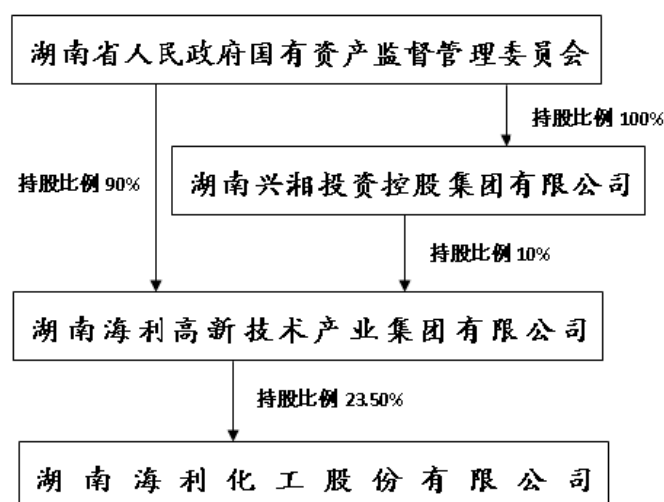 湖南省人民政府国有资产监督管理委员会
持股比例 100%
持股比例 90%
湖南兴湘投资控股集团有限公司
持股比例 10%
湖南海利高新技术产业集团有限公司
持股比例 23.50%
湖南海利化工股份有限公司